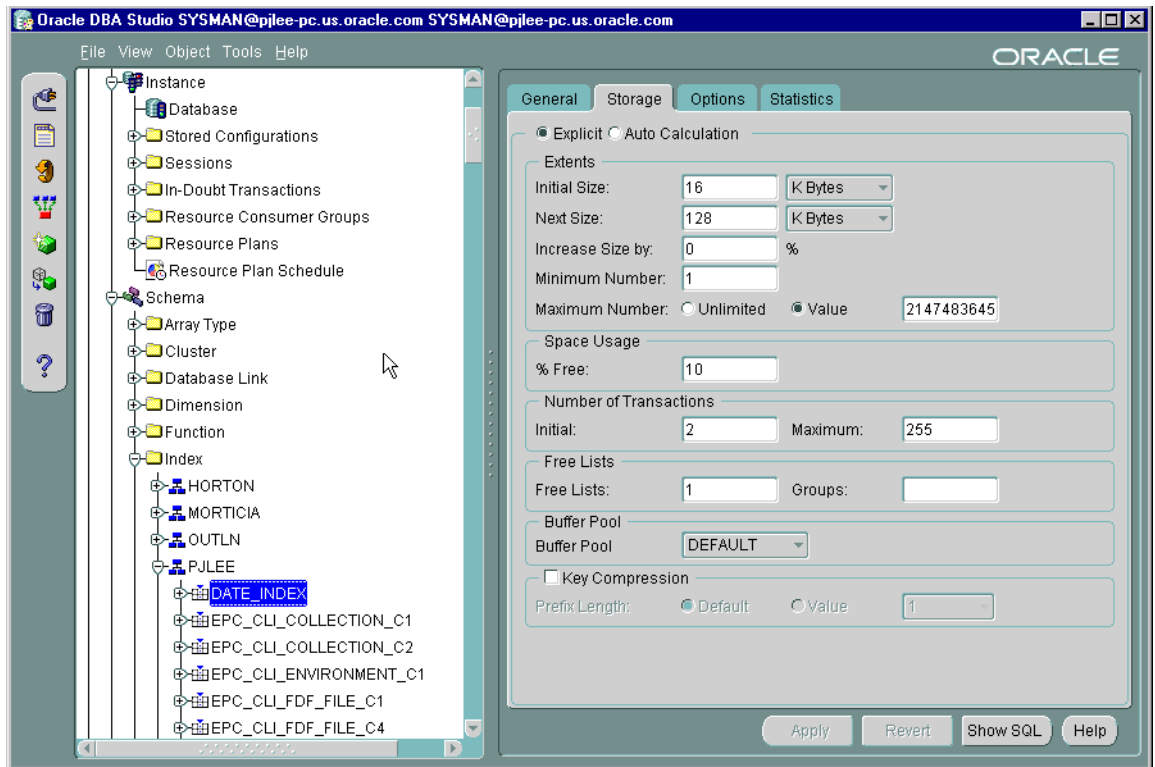 Oracle DBA Studio SYSMAN@pjlee-pc.us.oracle.com SYSMAN@pjlee-pc.us.oracle.com
File View Object Tools Help
ORACLE
Instance
Database
Stored Configurations
Sessions
In-Doubt Transactions
Resource Consumer Groups
Resource Plans
Resource Plan Schedule
Schema
Array Type
Cluster
Database Link
Dimension
Function
Index
HORTON
MORTICIA
OUTLN
PJLEE
DATE_INDEX
EPC_CLI_COLLECTION_C1
EPC_CLI_COLLECTION_C2
EPC_CLI_ENVIRONMENT_C1
EPC_CLI_FDF_FILE_C1
EPC_CLI_FDF_FILE_C4
General Storage Options Statistics
Explicit Auto Calculation
Extents
Initial Size: 16 K Bytes
Next Size: 128 K Bytes
Increase Size by: 0 %
Minimum Number: 1
Maximum Number: Unlimited Value 2147483645
Space Usage
% Free: 10
Number of Transactions
Initial: 2 Maximum: 255
Free Lists
Free Lists: 1 Groups:
Buffer Pool
Buffer Pool DEFAULT
Key Compression
Prefix Length: Default Value 1
Apply Revert Show SQL Help